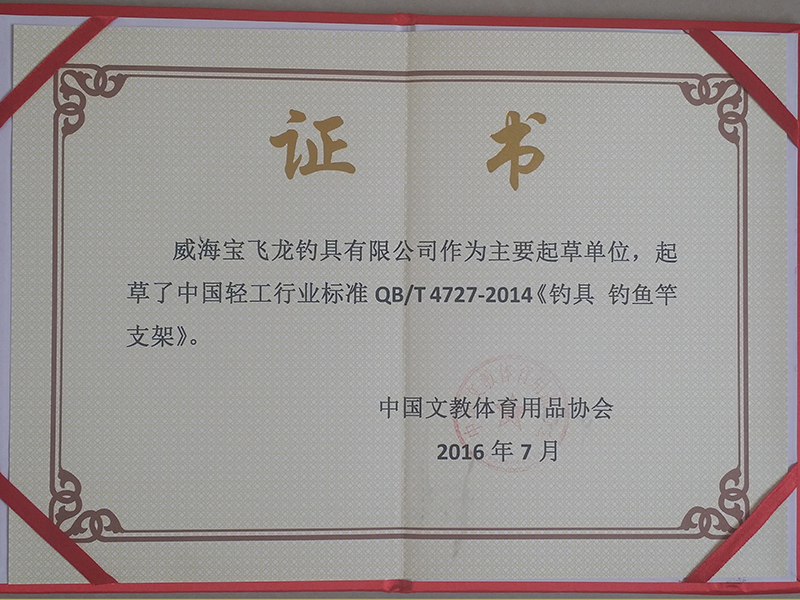 证 书
威海宝飞龙钓具有限公司作为主要起草单位，起
草了中国轻工行业标准 QB/T 4727-2014《钓具 钓鱼竿
支架》。
中国文教体育用品协会
2016 年 7 月